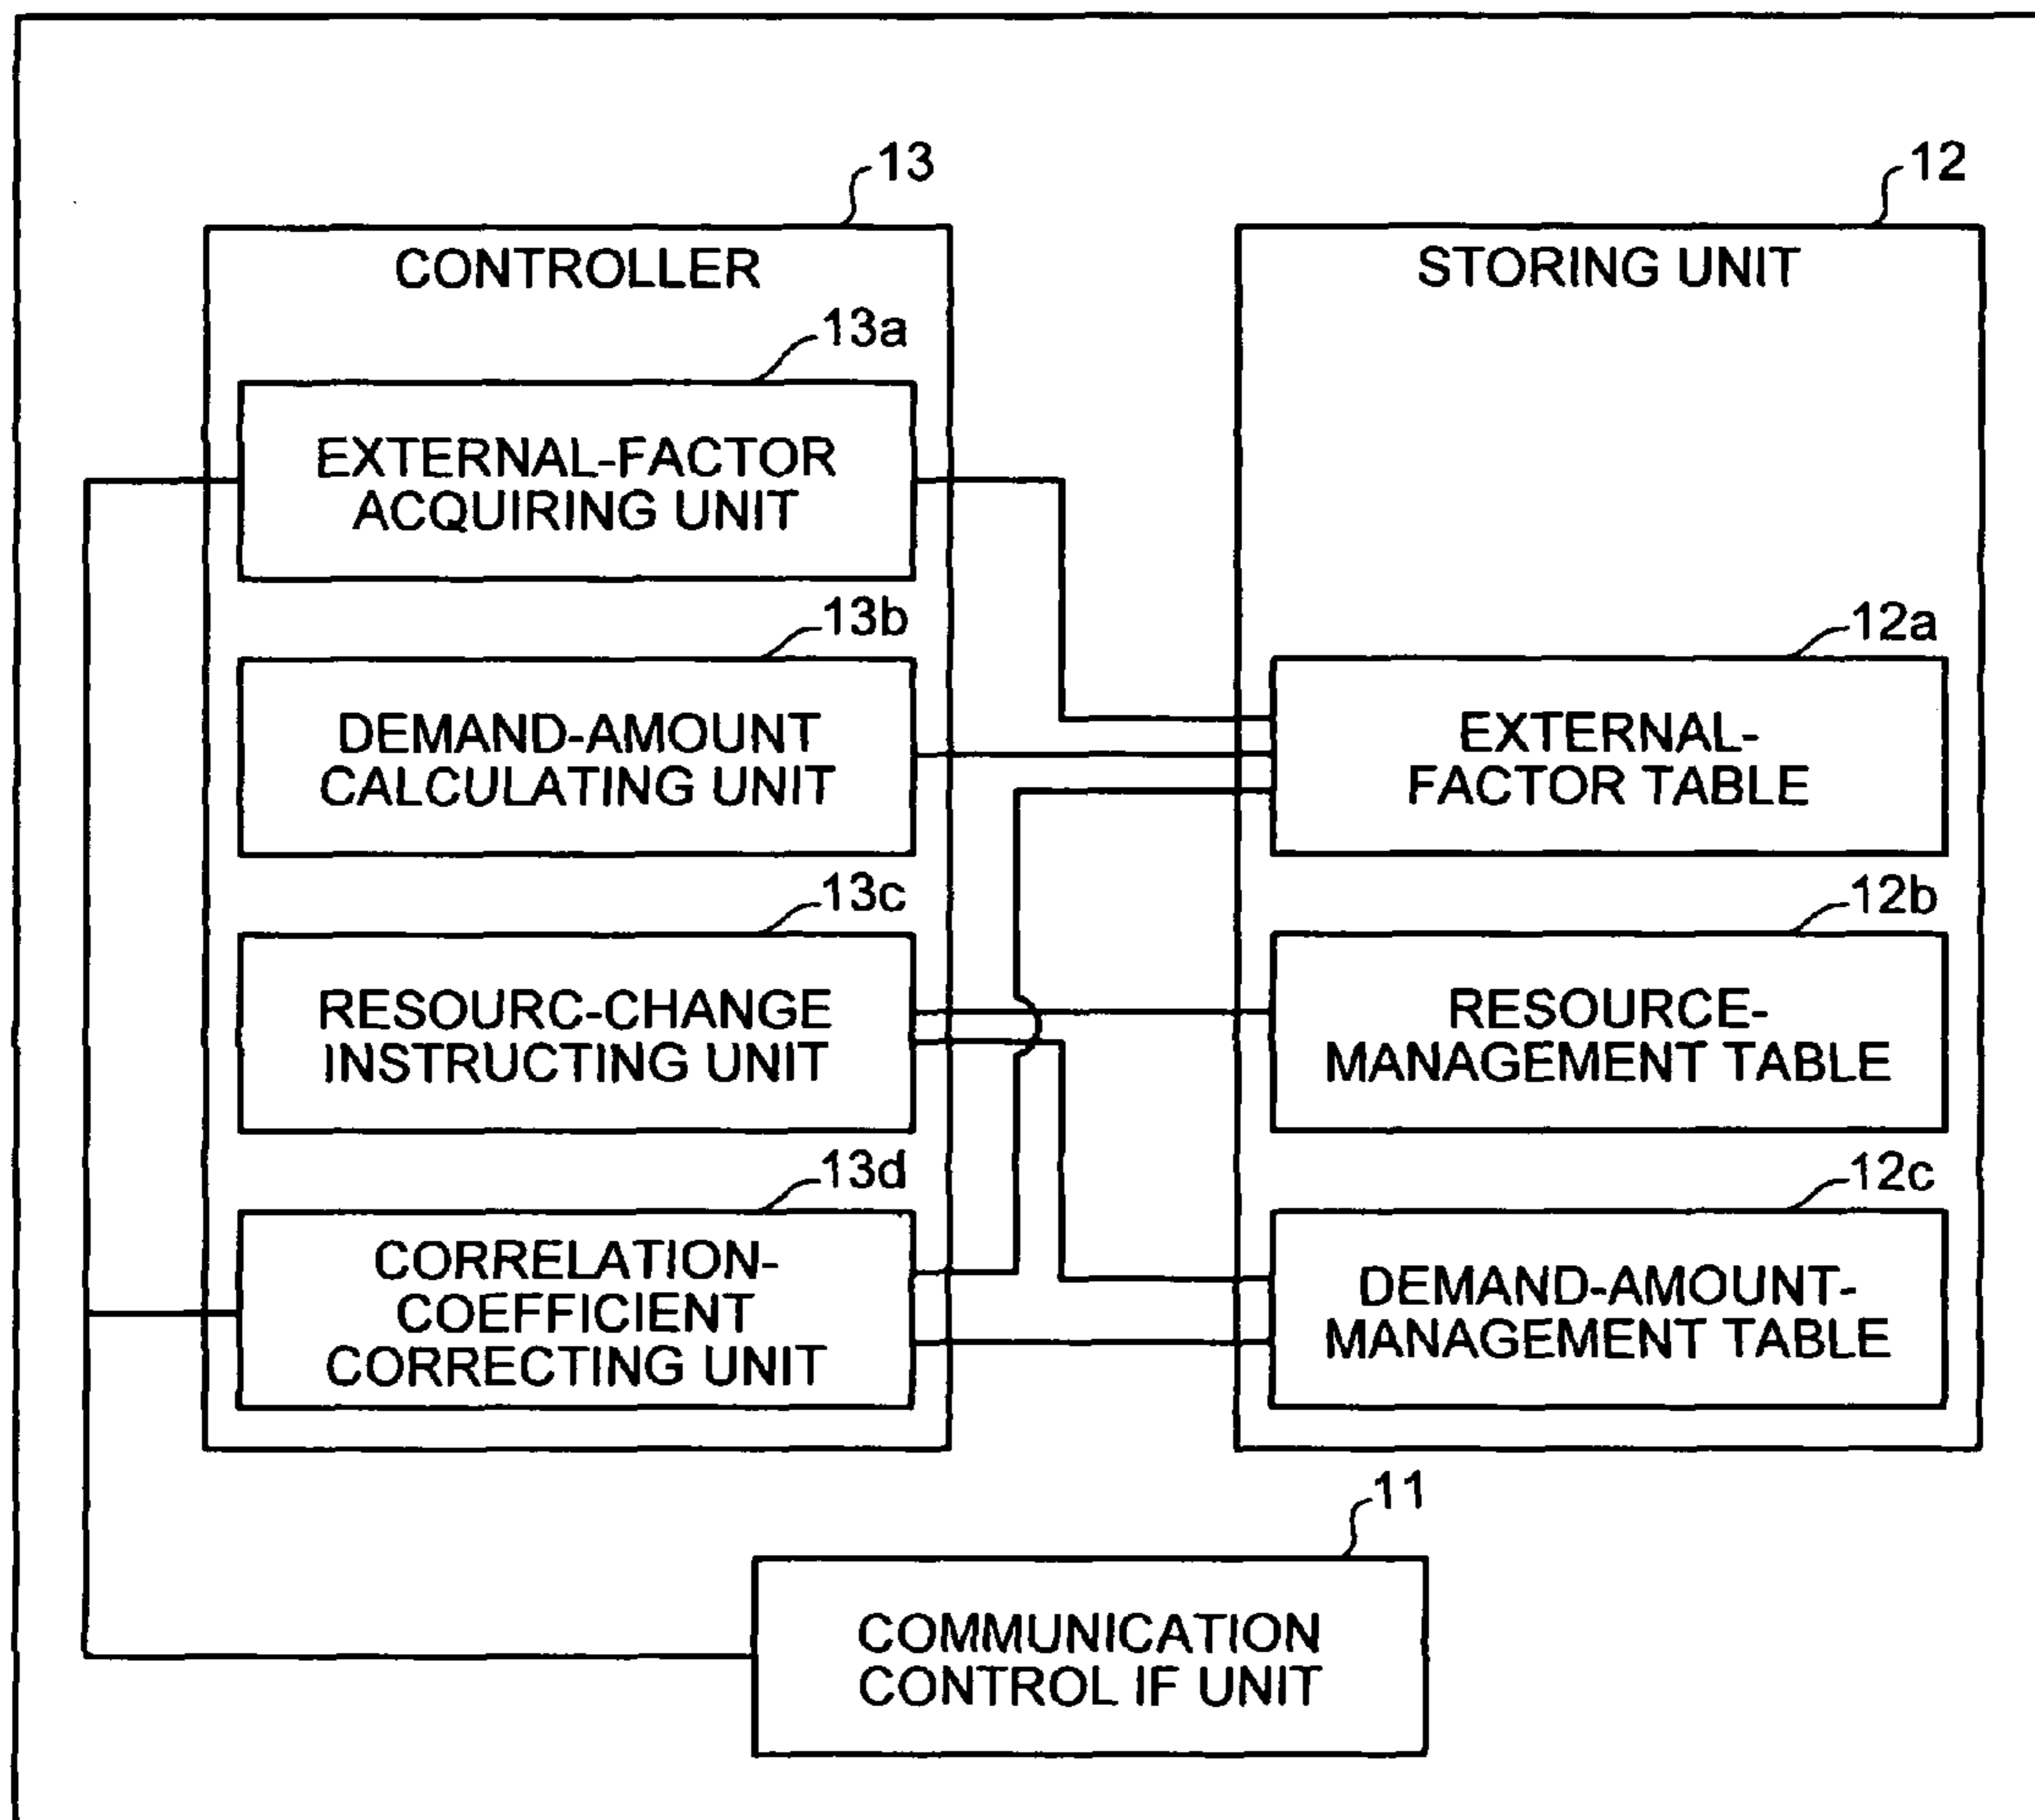 13
CONTROLLER
13a
EXTERNAL-FACTOR
ACQUIRING UNIT
13b
DEMAND-AMOUNT
CALCULATING UNIT
13c
RESOURC-CHANGE
INSTRUCTING UNIT
13d
CORRELATION-
COEFFICIENT
CORRECTING UNIT
12
STORING UNIT
12a
EXTERNAL-
FACTOR TABLE
12b
RESOURCE-
MANAGEMENT TABLE
12c
DEMAND-AMOUNT-
MANAGEMENT TABLE
11
COMMUNICATION
CONTROL IF UNIT